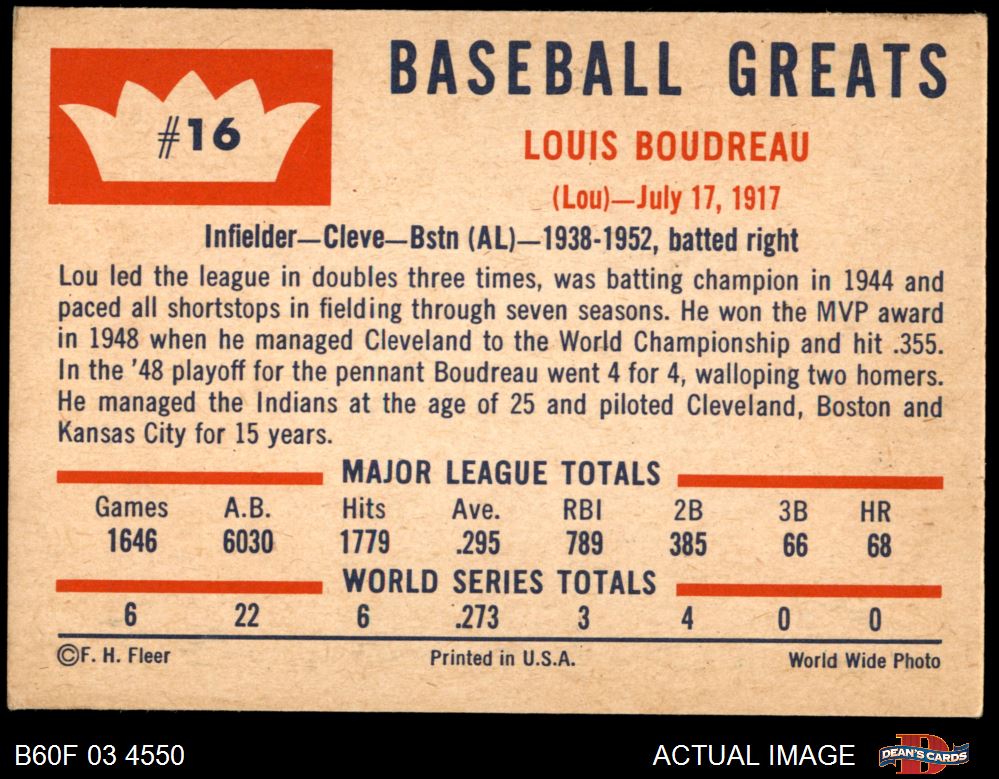 #16
BASEBALL GREATS
LOUIS BOUDREAU
(Lou)—July 17, 1917
Infielder—Cleve—Bstn (AL)—1938-1952, batted right
Lou led the league in doubles three times, was batting champion in 1944 and
paced all shortstops in fielding through seven seasons. He won the MVP award
in 1948 when he managed Cleveland to the World Championship and hit .355.
In the '48 playoff for the pennant Boudreau went 4 for 4, walloping two homers.
He managed the Indians at the age of 25 and piloted Cleveland, Boston and
Kansas City for 15 years.
MAJOR LEAGUE TOTALS
Games A.B. Hits Ave. RBI 2B 3B HR
1646 6030 1779 .295 789 385 66 68
WORLD SERIES TOTALS
6 22 6 .273 3 4 0 0
©F. H. Fleer Printed in U.S.A. World Wide Photo
B60F 03 4550 ACTUAL IMAGE DEAN'S CARDS